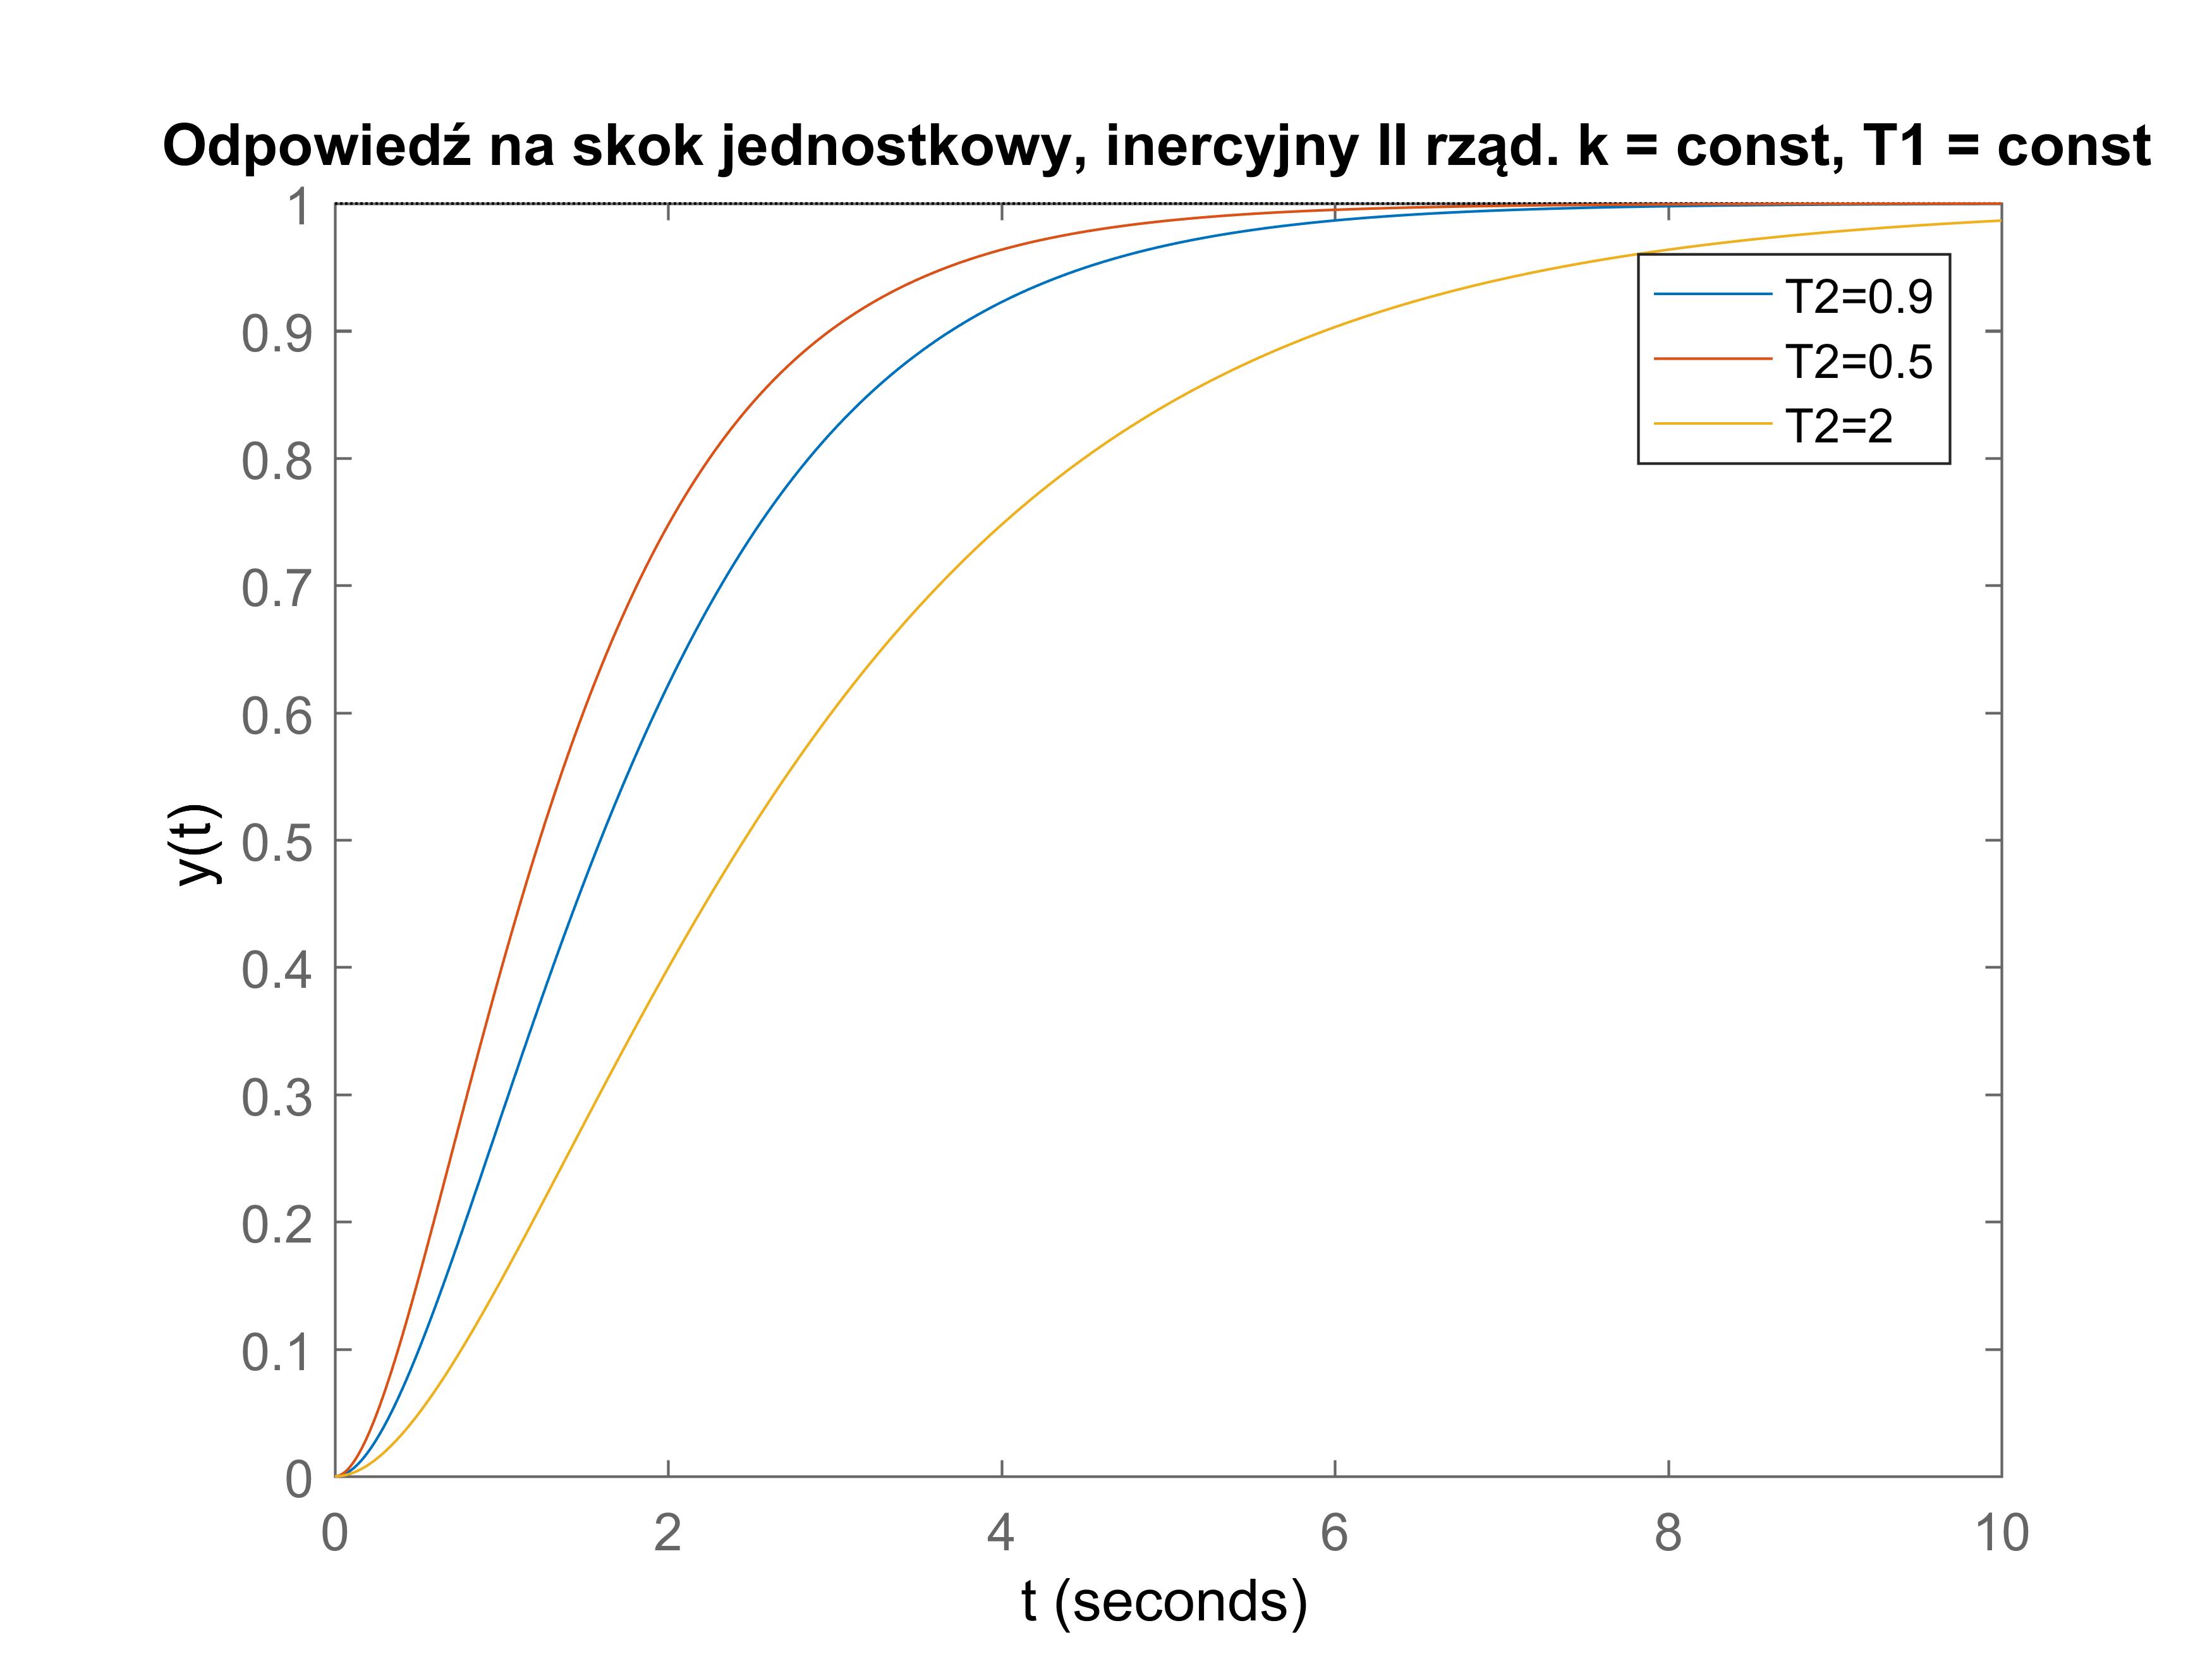 Odpowiedź na skok jednostkowy, inercyjny II rząd. k = const, T1 = const
1
0.9
0.8
0.7
0.6
0.5
0.4
0.3
0.2
0.1
0
y(t)
T2=0.9
T2=0.5
T2=2
0 2 4 6 8 10
t (seconds)